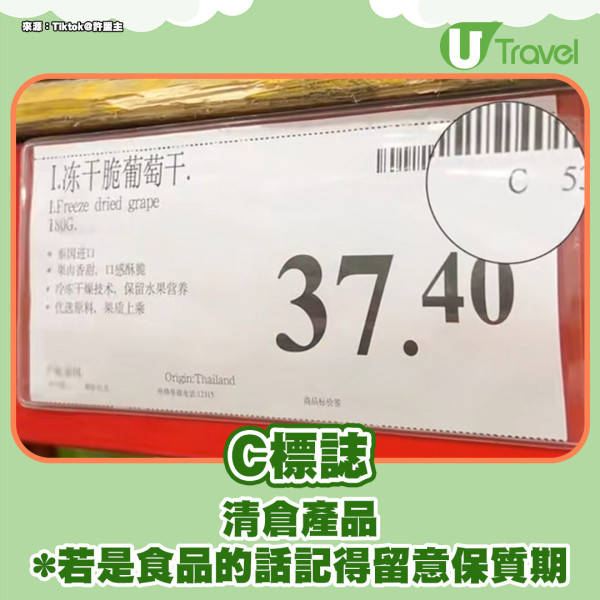 來源：Tiktok@許盟主
U Travel
I.冻干脆葡萄干.
I.Freeze dried grape
180G.
* 泰国进口
* 果肉香甜，口感酥脆
* 冷冻干燥技术，保留水果营养
* 优选原料，果质上乘
37.40
C 53
Origin:Thailand
商品标价签
C標誌
清倉產品
*若是食品的話記得留意保質期